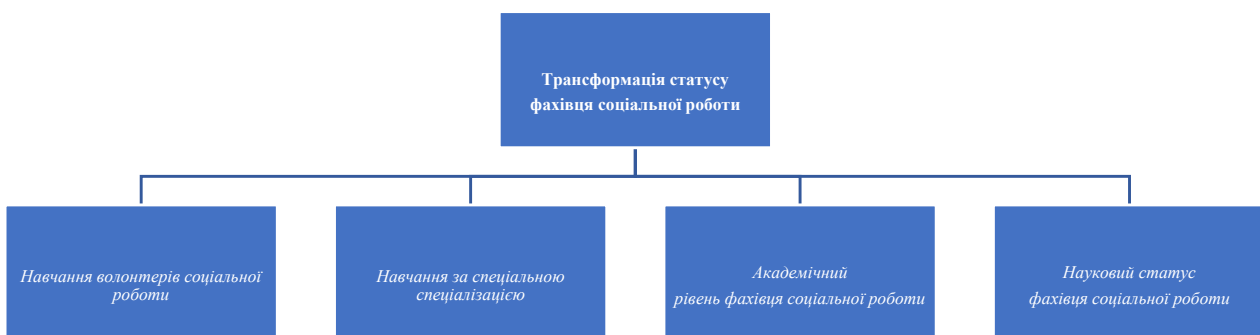 Трансформація статусу
фахівця соціальної роботи
Навчання волонтерів соціальної
роботи
Навчання за спеціальною
спеціалізацією
Академічний
рівень фахівця соціальної роботи
Науковий статус
фахівця соціальної роботи